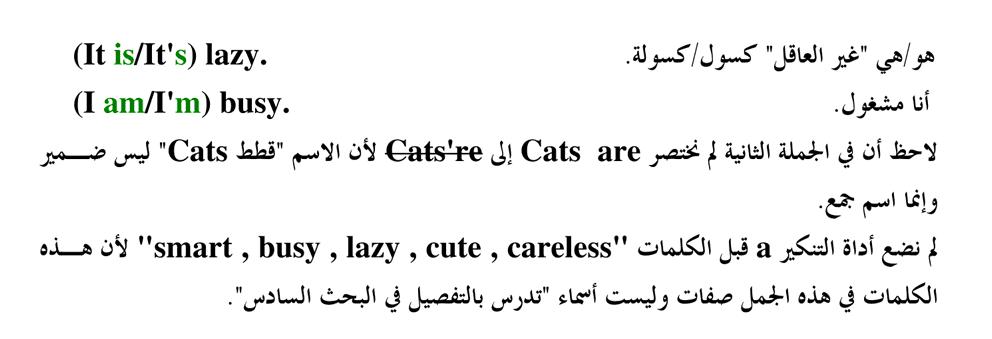 (It is/It's) lazy. هو/هي "غير العاقل" كسول/كسولة.
(I am/I'm) busy. أنا مشغول.
لاحظ أن في الجملة الثانية لم نختصر Cats are إلى Cats're لأن الاسم "قطط Cats" ليس ضـــمير
وإنما اسم جمع.
لم نضع أداة التنكير a قبل الكلمات "smart , busy , lazy , cute , careless" لأن هـــذه
الكلمات في هذه الجمل صفات وليست أسماء "تدرس بالتفصيل في البحث السادس".